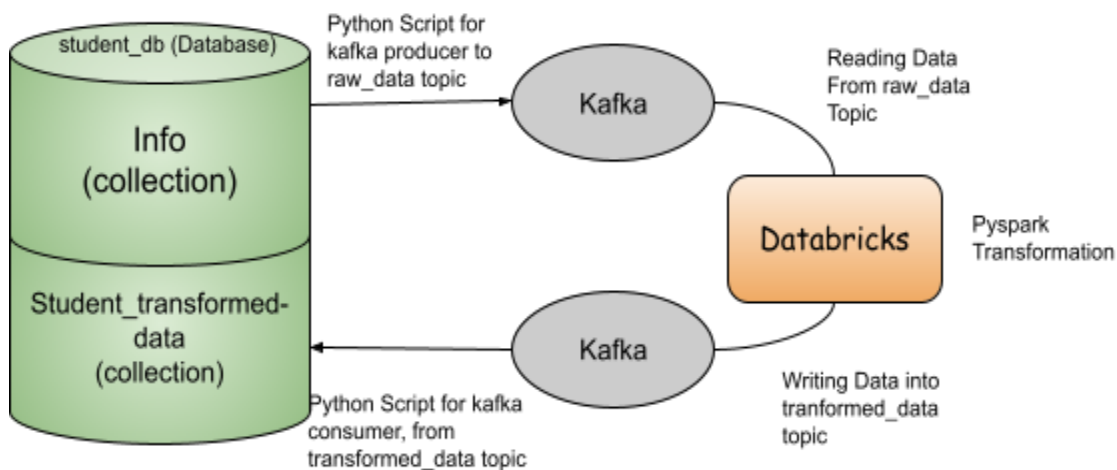 student_db (Database)
Info
(collection)
Student_transformed-
data
(collection)
Python Script for
kafka producer to
raw_data topic
Kafka
Reading Data
From raw_data
Topic
Databricks
Pyspark
Transformation
Kafka
Writing Data into
tranformed_data
topic
Python Script for kafka
consumer, from
transformed_data topic